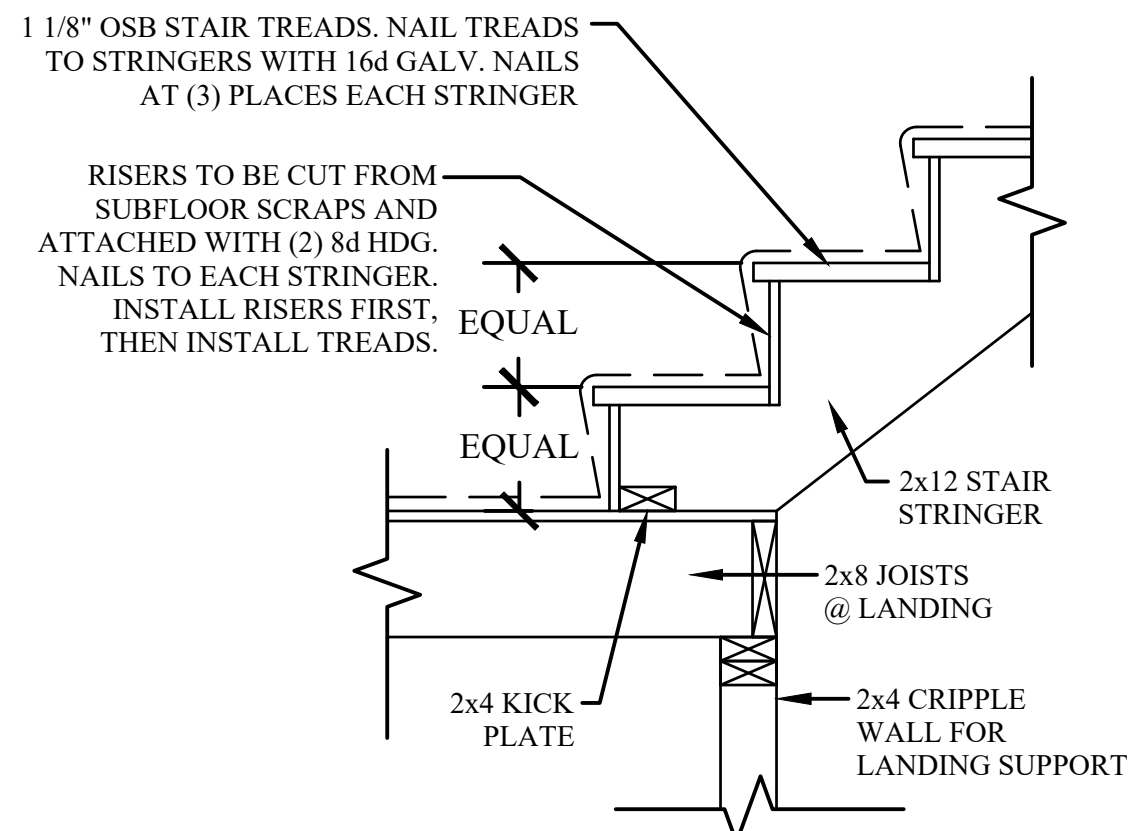 1 1/8" OSB STAIR TREADS. NAIL TREADS
TO STRINGERS WITH 16d GALV. NAILS
AT (3) PLACES EACH STRINGER
RISERS TO BE CUT FROM
SUBFLOOR SCRAPS AND
ATTACHED WITH (2) 8d HDG.
NAILS TO EACH STRINGER.
INSTALL RISERS FIRST,
THEN INSTALL TREADS.
EQUAL
EQUAL
2x12 STAIR
STRINGER
2x8 JOISTS
@ LANDING
2x4 KICK
PLATE
2x4 CRIPPLE
WALL FOR
LANDING SUPPORT